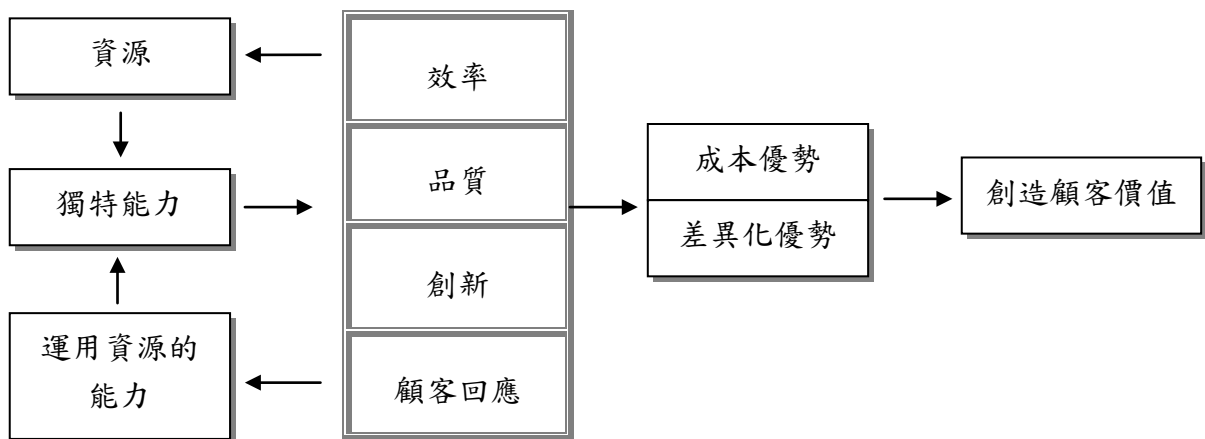 資源
獨特能力
運用資源的
能力
效率
品質
創新
顧客回應
成本優勢
差異化優勢
創造顧客價值